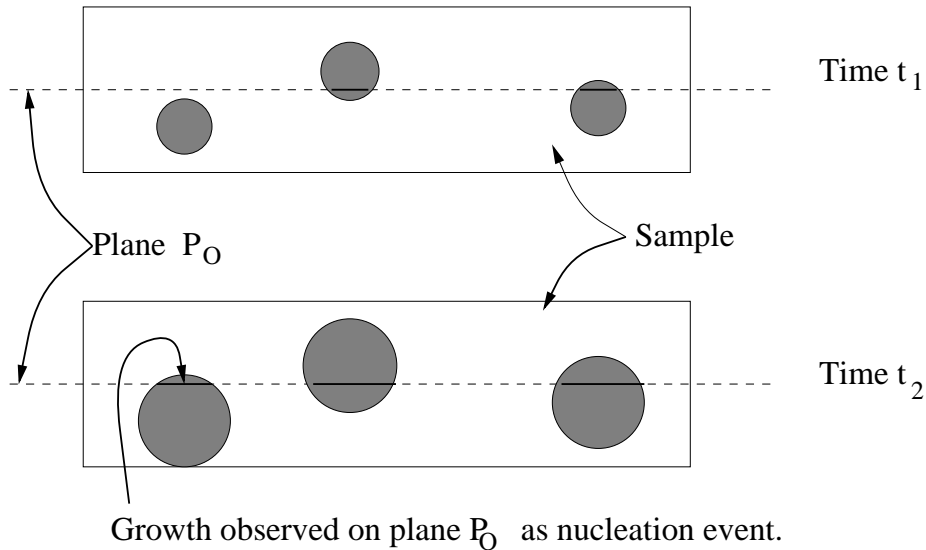 Time t1
Plane PO
Sample
Time t2
Growth observed on plane PO as nucleation event.